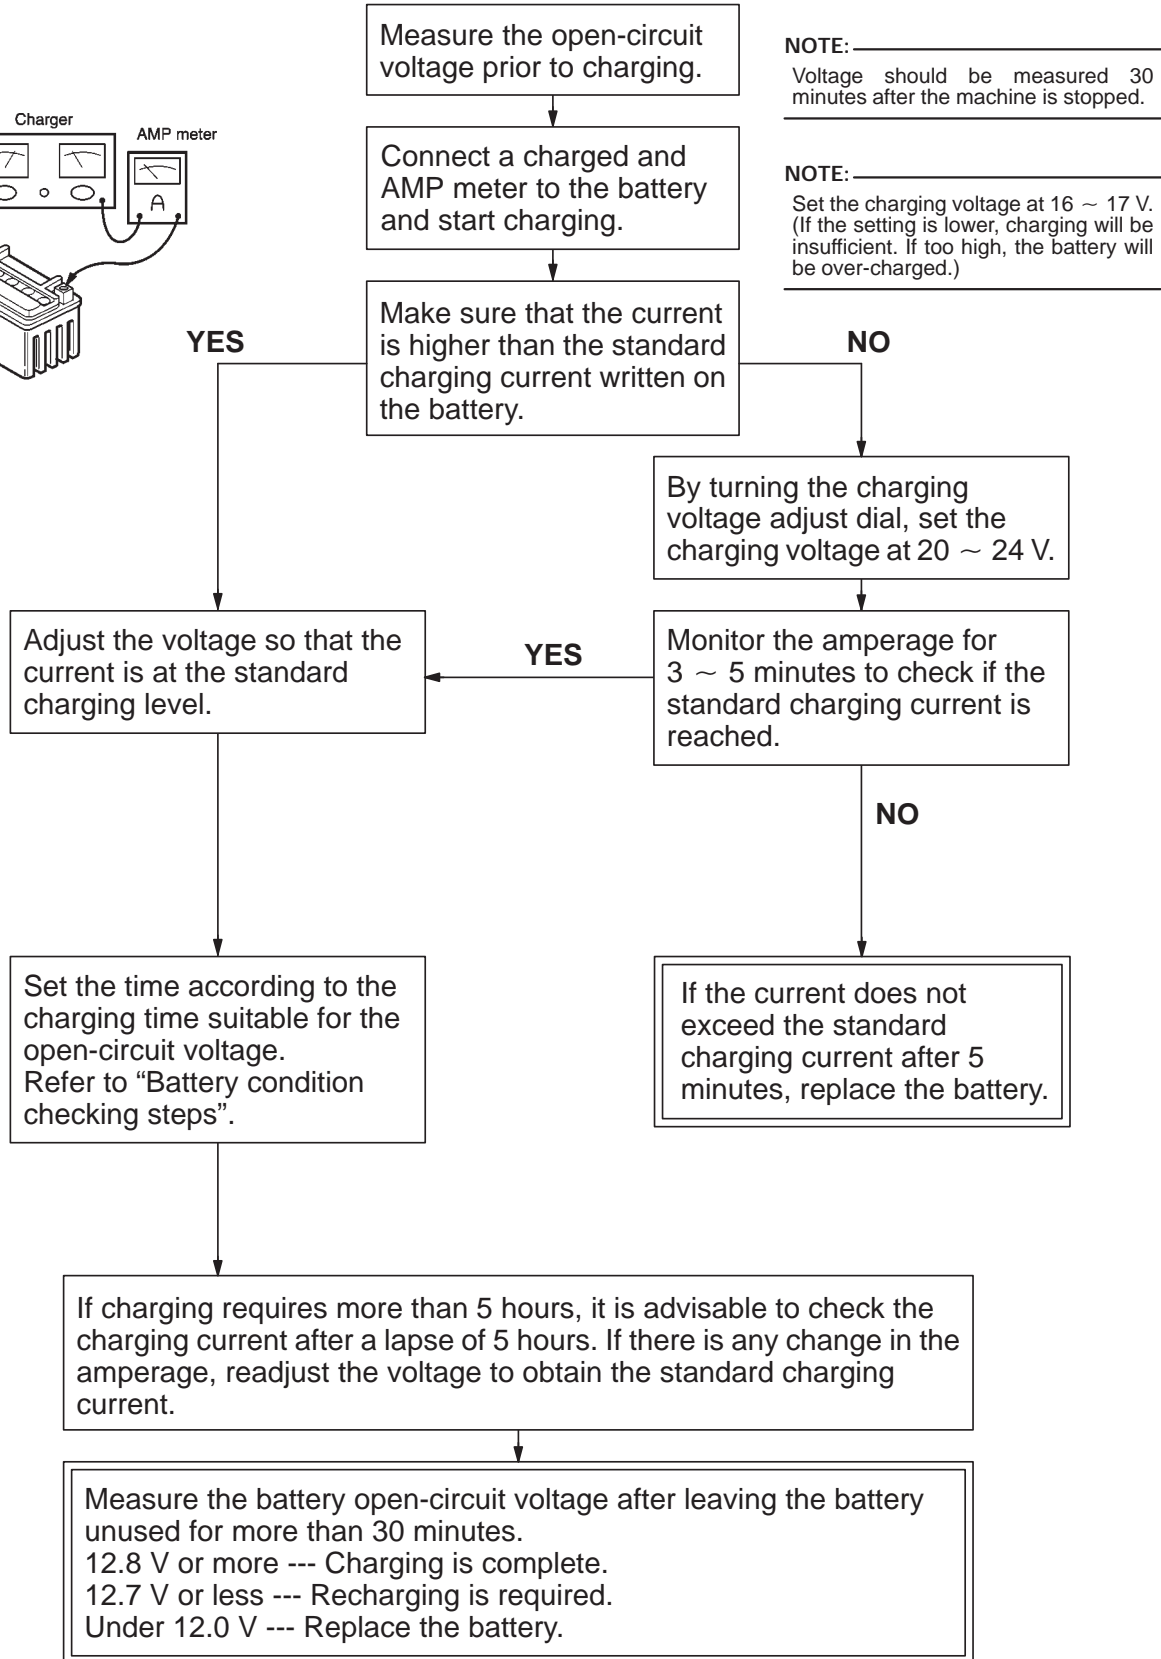 Measure the open-circuit
voltage prior to charging.
NOTE:
Voltage should be measured 30
minutes after the machine is stopped.
Charger
AMP meter
A
Connect a charged and
AMP meter to the battery
and start charging.
NOTE:
Set the charging voltage at 16 ~ 17 V.
(If the setting is lower, charging will be
insufficient. If too high, the battery will
be over-charged.)
Make sure that the current
is higher than the standard
charging current written on
the battery.
YES
NO
By turning the charging
voltage adjust dial, set the
charging voltage at 20 ~ 24 V.
Adjust the voltage so that the
current is at the standard
charging level.
YES
Monitor the amperage for
3 ~ 5 minutes to check if the
standard charging current is
reached.
NO
Set the time according to the
charging time suitable for the
open-circuit voltage.
Refer to “Battery condition
checking steps”.
If the current does not
exceed the standard
charging current after 5
minutes, replace the battery.
If charging requires more than 5 hours, it is advisable to check the
charging current after a lapse of 5 hours. If there is any change in the
amperage, readjust the voltage to obtain the standard charging
current.
Measure the battery open-circuit voltage after leaving the battery
unused for more than 30 minutes.
12.8 V or more --- Charging is complete.
12.7 V or less --- Recharging is required.
Under 12.0 V --- Replace the battery.